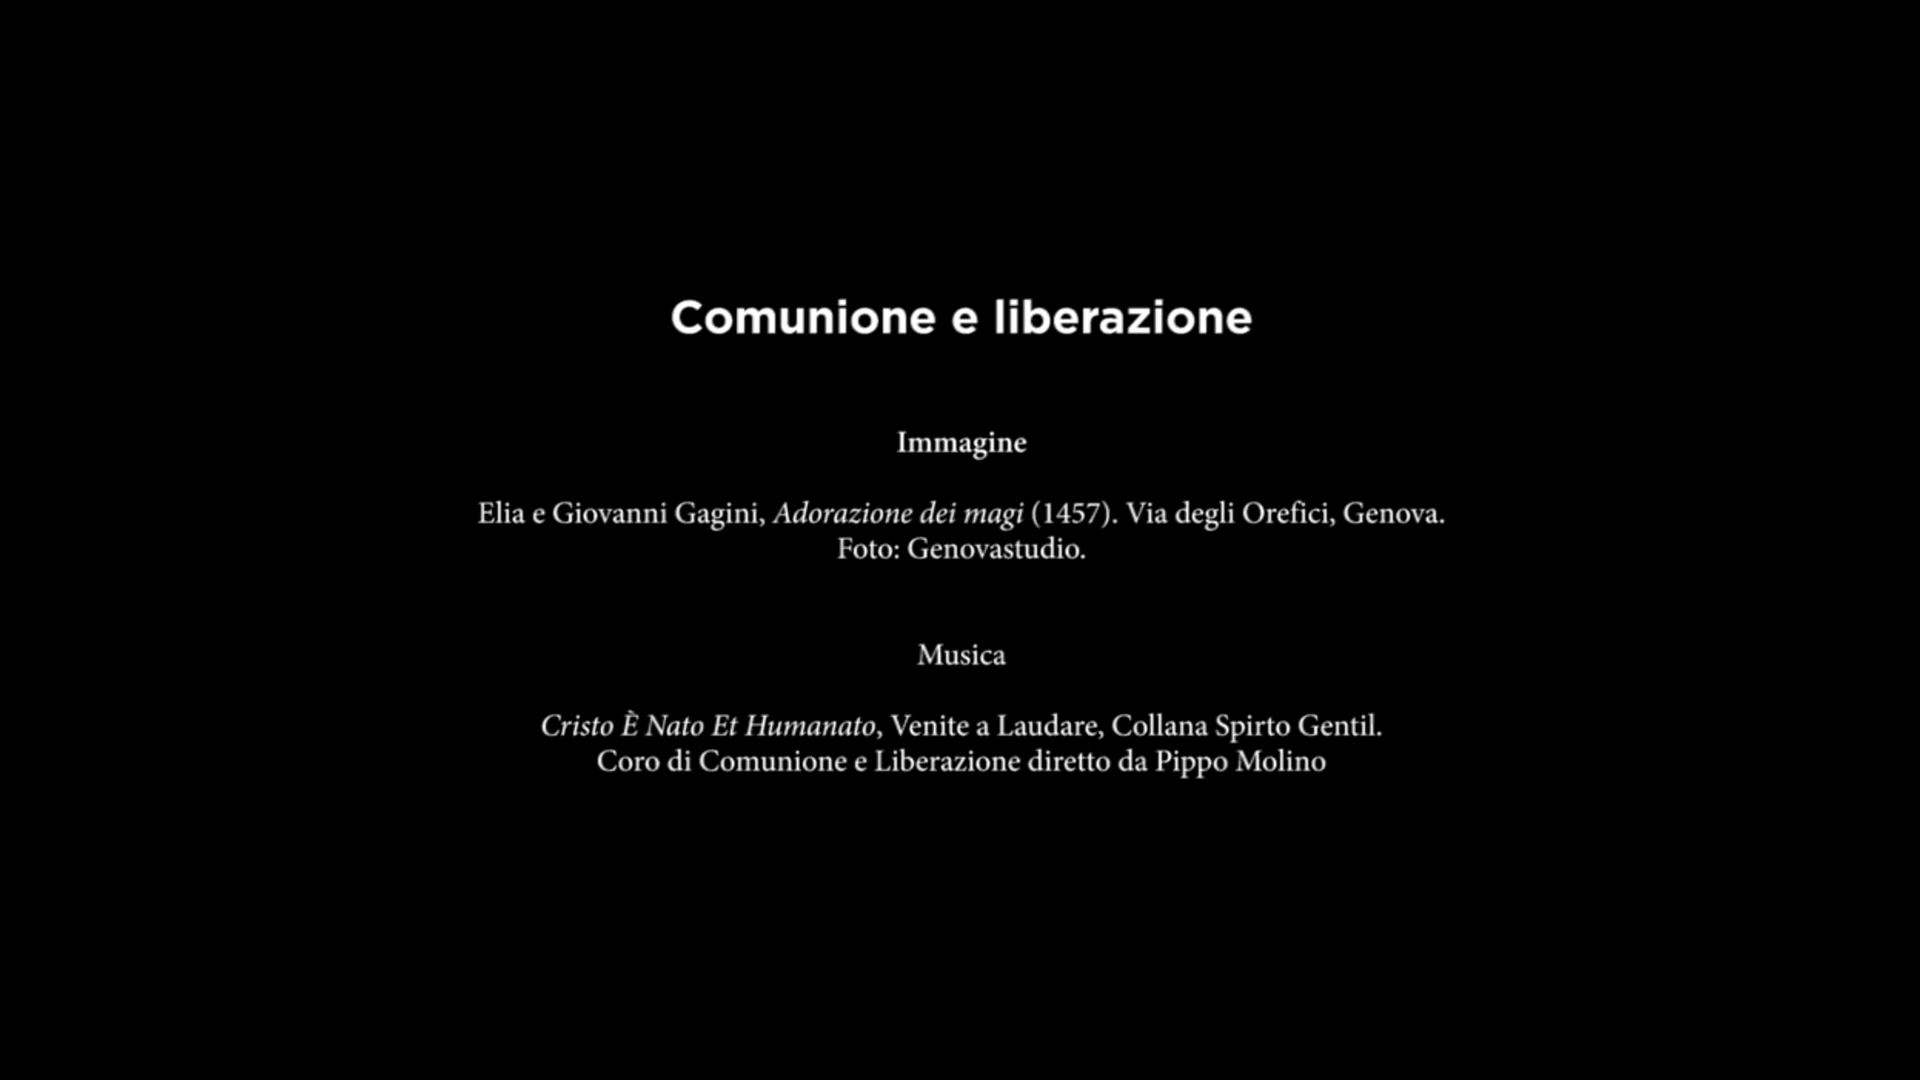 Comunione e liberazione
Immagine
Elia e Giovanni Gagini, Adorazione dei magi (1457). Via degli Orefici, Genova.
Foto: Genovastudio.
Musica
Cristo È Nato Et Humanato, Venite a Laudare, Collana Spirto Gentil.
Coro di Comunione e Liberazione diretto da Pippo Molino